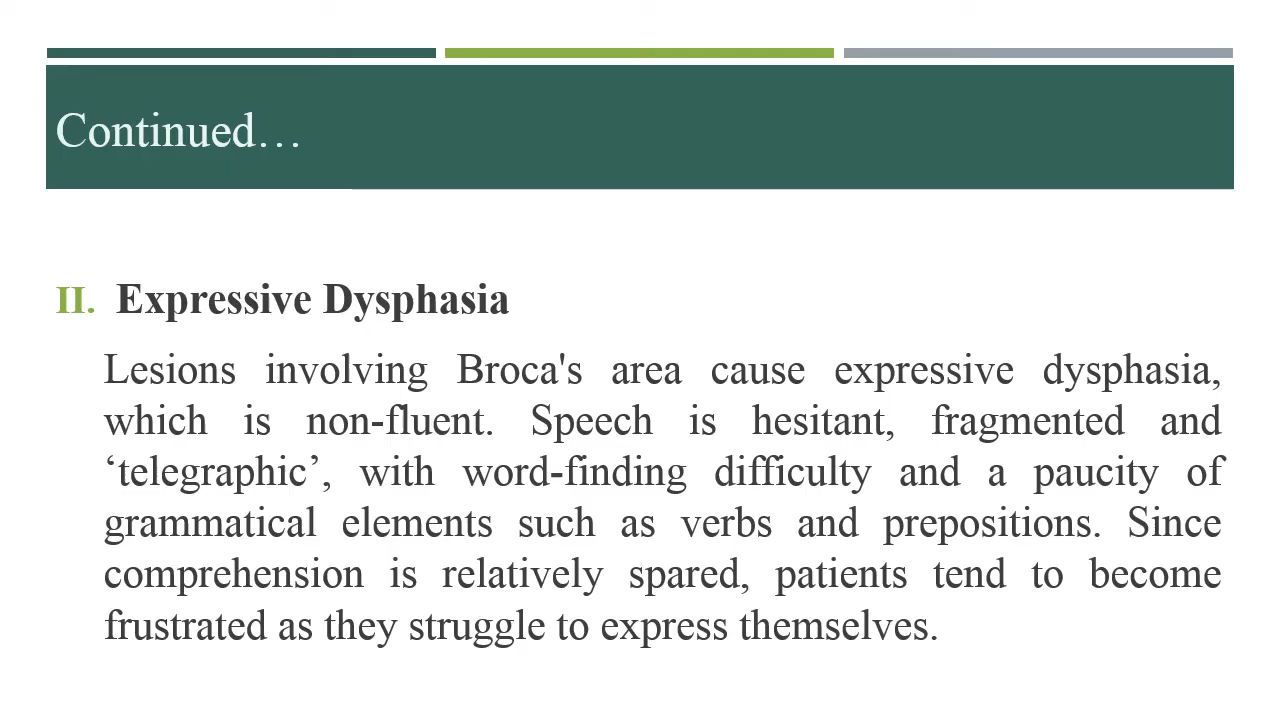 Continued…
II. Expressive Dysphasia
Lesions involving Broca's area cause expressive dysphasia,
which is non-fluent. Speech is hesitant, fragmented and
‘telegraphic’, with word-finding difficulty and a paucity of
grammatical elements such as verbs and prepositions. Since
comprehension is relatively spared, patients tend to become
frustrated as they struggle to express themselves.